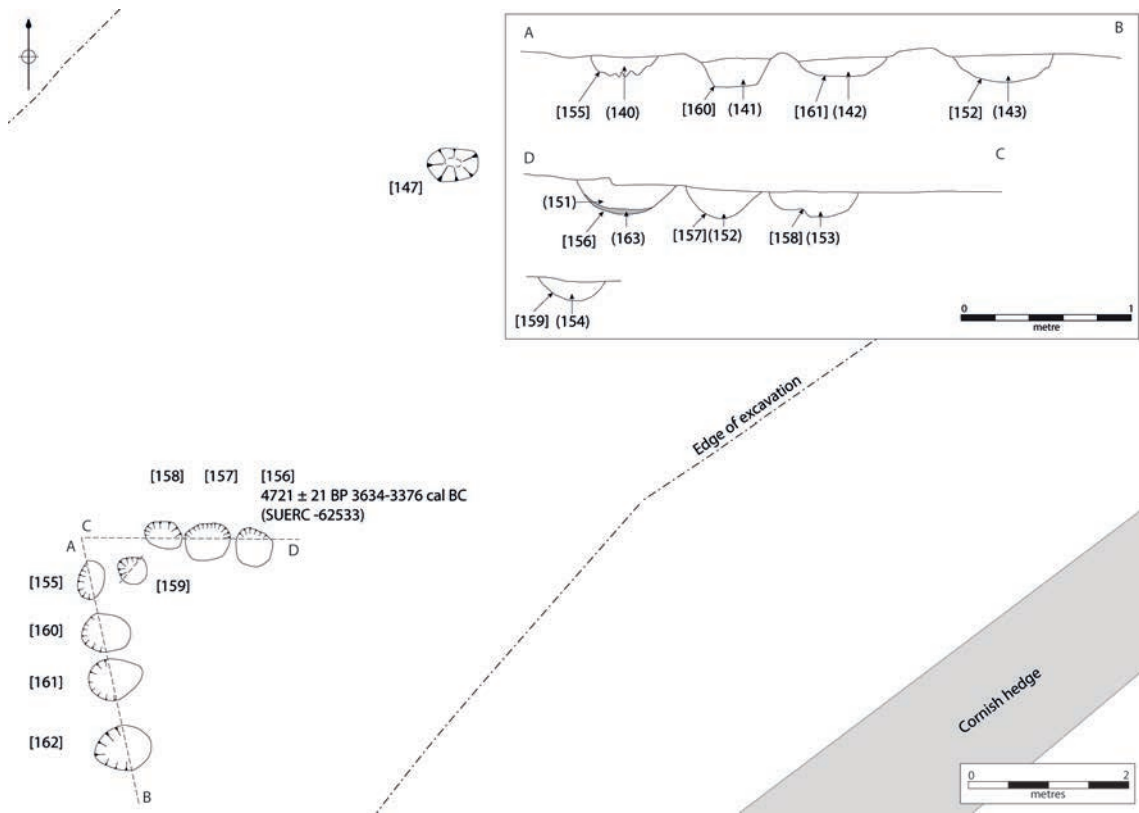 A
B
[155] (140)
[160] (141)
[161] (142)
[152] (143)
D
C
(151)
[156] (163)
[157] (152)
[158] (153)
[159] (154)
0 1
metre
[147]
Edge of excavation
[158] [157] [156]
4721 ± 21 BP 3634-3376 cal BC
(SUERC -62533)
C
A
D
[155]
[159]
[160]
[161]
[162]
B
Cornish hedge
0 2
metres